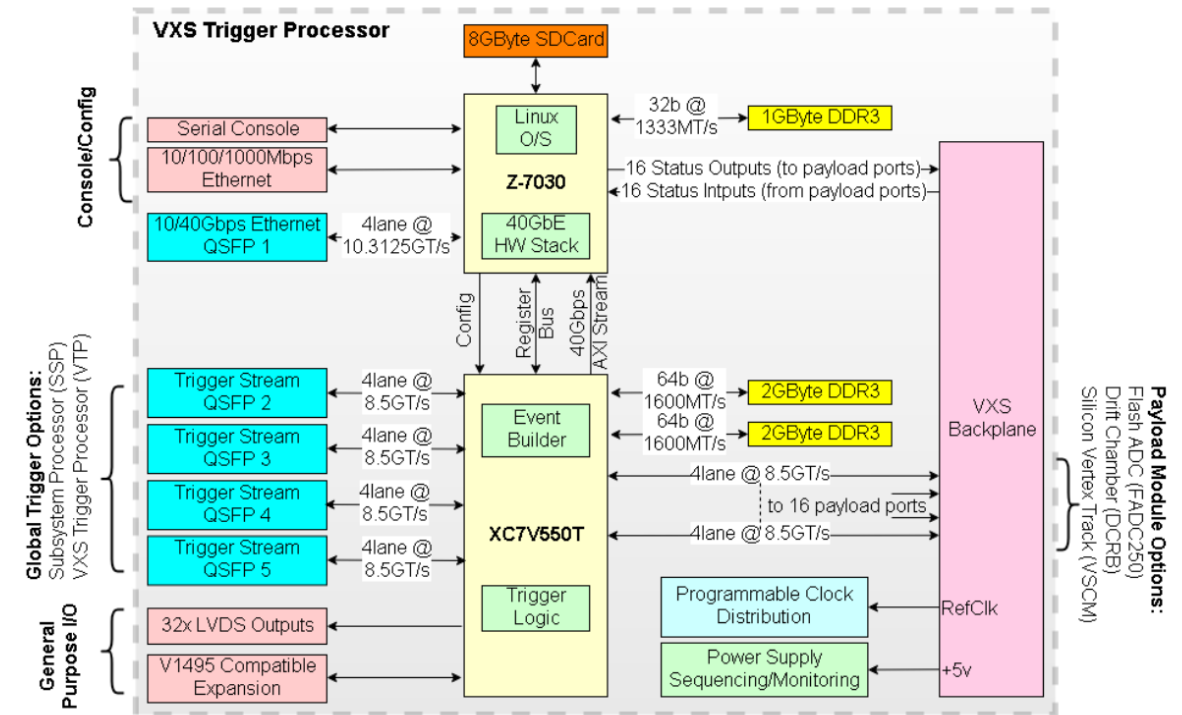 VXS Trigger Processor
8GByte SDCard
Console/Config
Serial Console
10/100/1000Mbps
Ethernet
10/40Gbps Ethernet
QSFP 1
4lane @
10.3125GT/s
Linux
O/S
Z-7030
40GbE
HW Stack
32b @
1333MT/s
1GByte DDR3
16 Status Outputs (to payload ports)
16 Status Intputs (from payload ports)
Config
Register
Bus
40Gbps
AXI Stream
Global Trigger Options:
Subsystem Processor (SSP)
VXS Trigger Processor (VTP)
Trigger Stream
QSFP 2
4lane @
8.5GT/s
Trigger Stream
QSFP 3
4lane @
8.5GT/s
Trigger Stream
QSFP 4
4lane @
8.5GT/s
Trigger Stream
QSFP 5
4lane @
8.5GT/s
Event
Builder
XC7V550T
Trigger
Logic
64b @
1600MT/s
2GByte DDR3
64b @
1600MT/s
2GByte DDR3
4lane @ 8.5GT/s
to 16 payload ports
4lane @ 8.5GT/s
VXS
Backplane
Payload Module Options:
Flash ADC (FADC250)
Drift Chamber (DCRB)
Silicon Vertex Track (VSCM)
General
Purpose I/O
32x LVDS Outputs
V1495 Compatible
Expansion
Programmable Clock
Distribution
RefClk
Power Supply
Sequencing/Monitoring
+5v